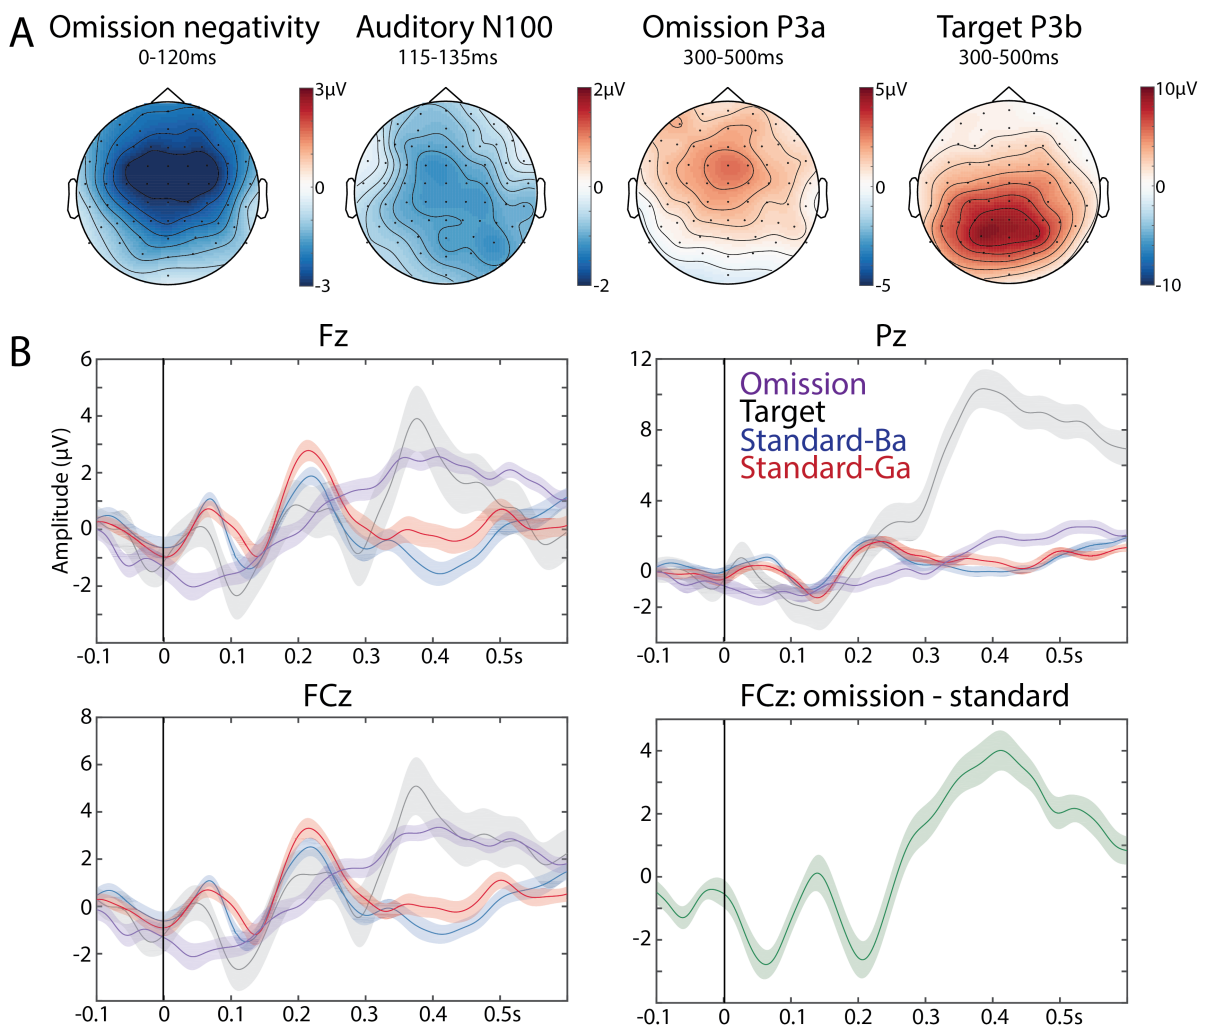 A
Omission negativity
0-120ms
Auditory N100
115-135ms
Omission P3a
300-500ms
Target P3b
300-500ms
3µV
0
-3
2µV
0
-2
5µV
0
-5
10µV
0
-10
B
Fz
Amplitude (µV)
6
4
2
0
-2
-0.1 0 0.1 0.2 0.3 0.4 0.5s
Pz
Omission
Target
Standard-Ba
Standard-Ga
12
8
4
0
-2
-0.1 0 0.1 0.2 0.3 0.4 0.5s
FCz
8
6
4
2
0
-2
-0.1 0 0.1 0.2 0.3 0.4 0.5s
FCz: omission - standard
4
2
0
-2
-0.1 0 0.1 0.2 0.3 0.4 0.5s